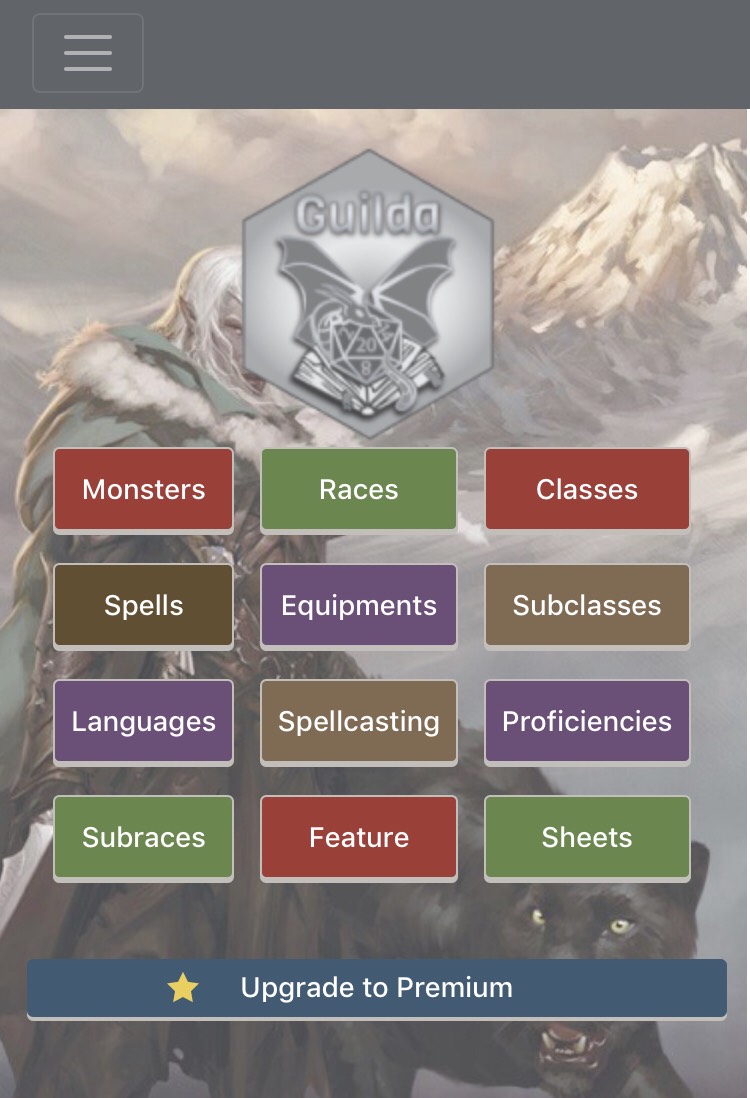 Guilda
20
8
Monsters
Races
Classes
Spells
Equipments
Subclasses
Languages
Spellcasting
Proficiencies
Subraces
Feature
Sheets
Upgrade to Premium